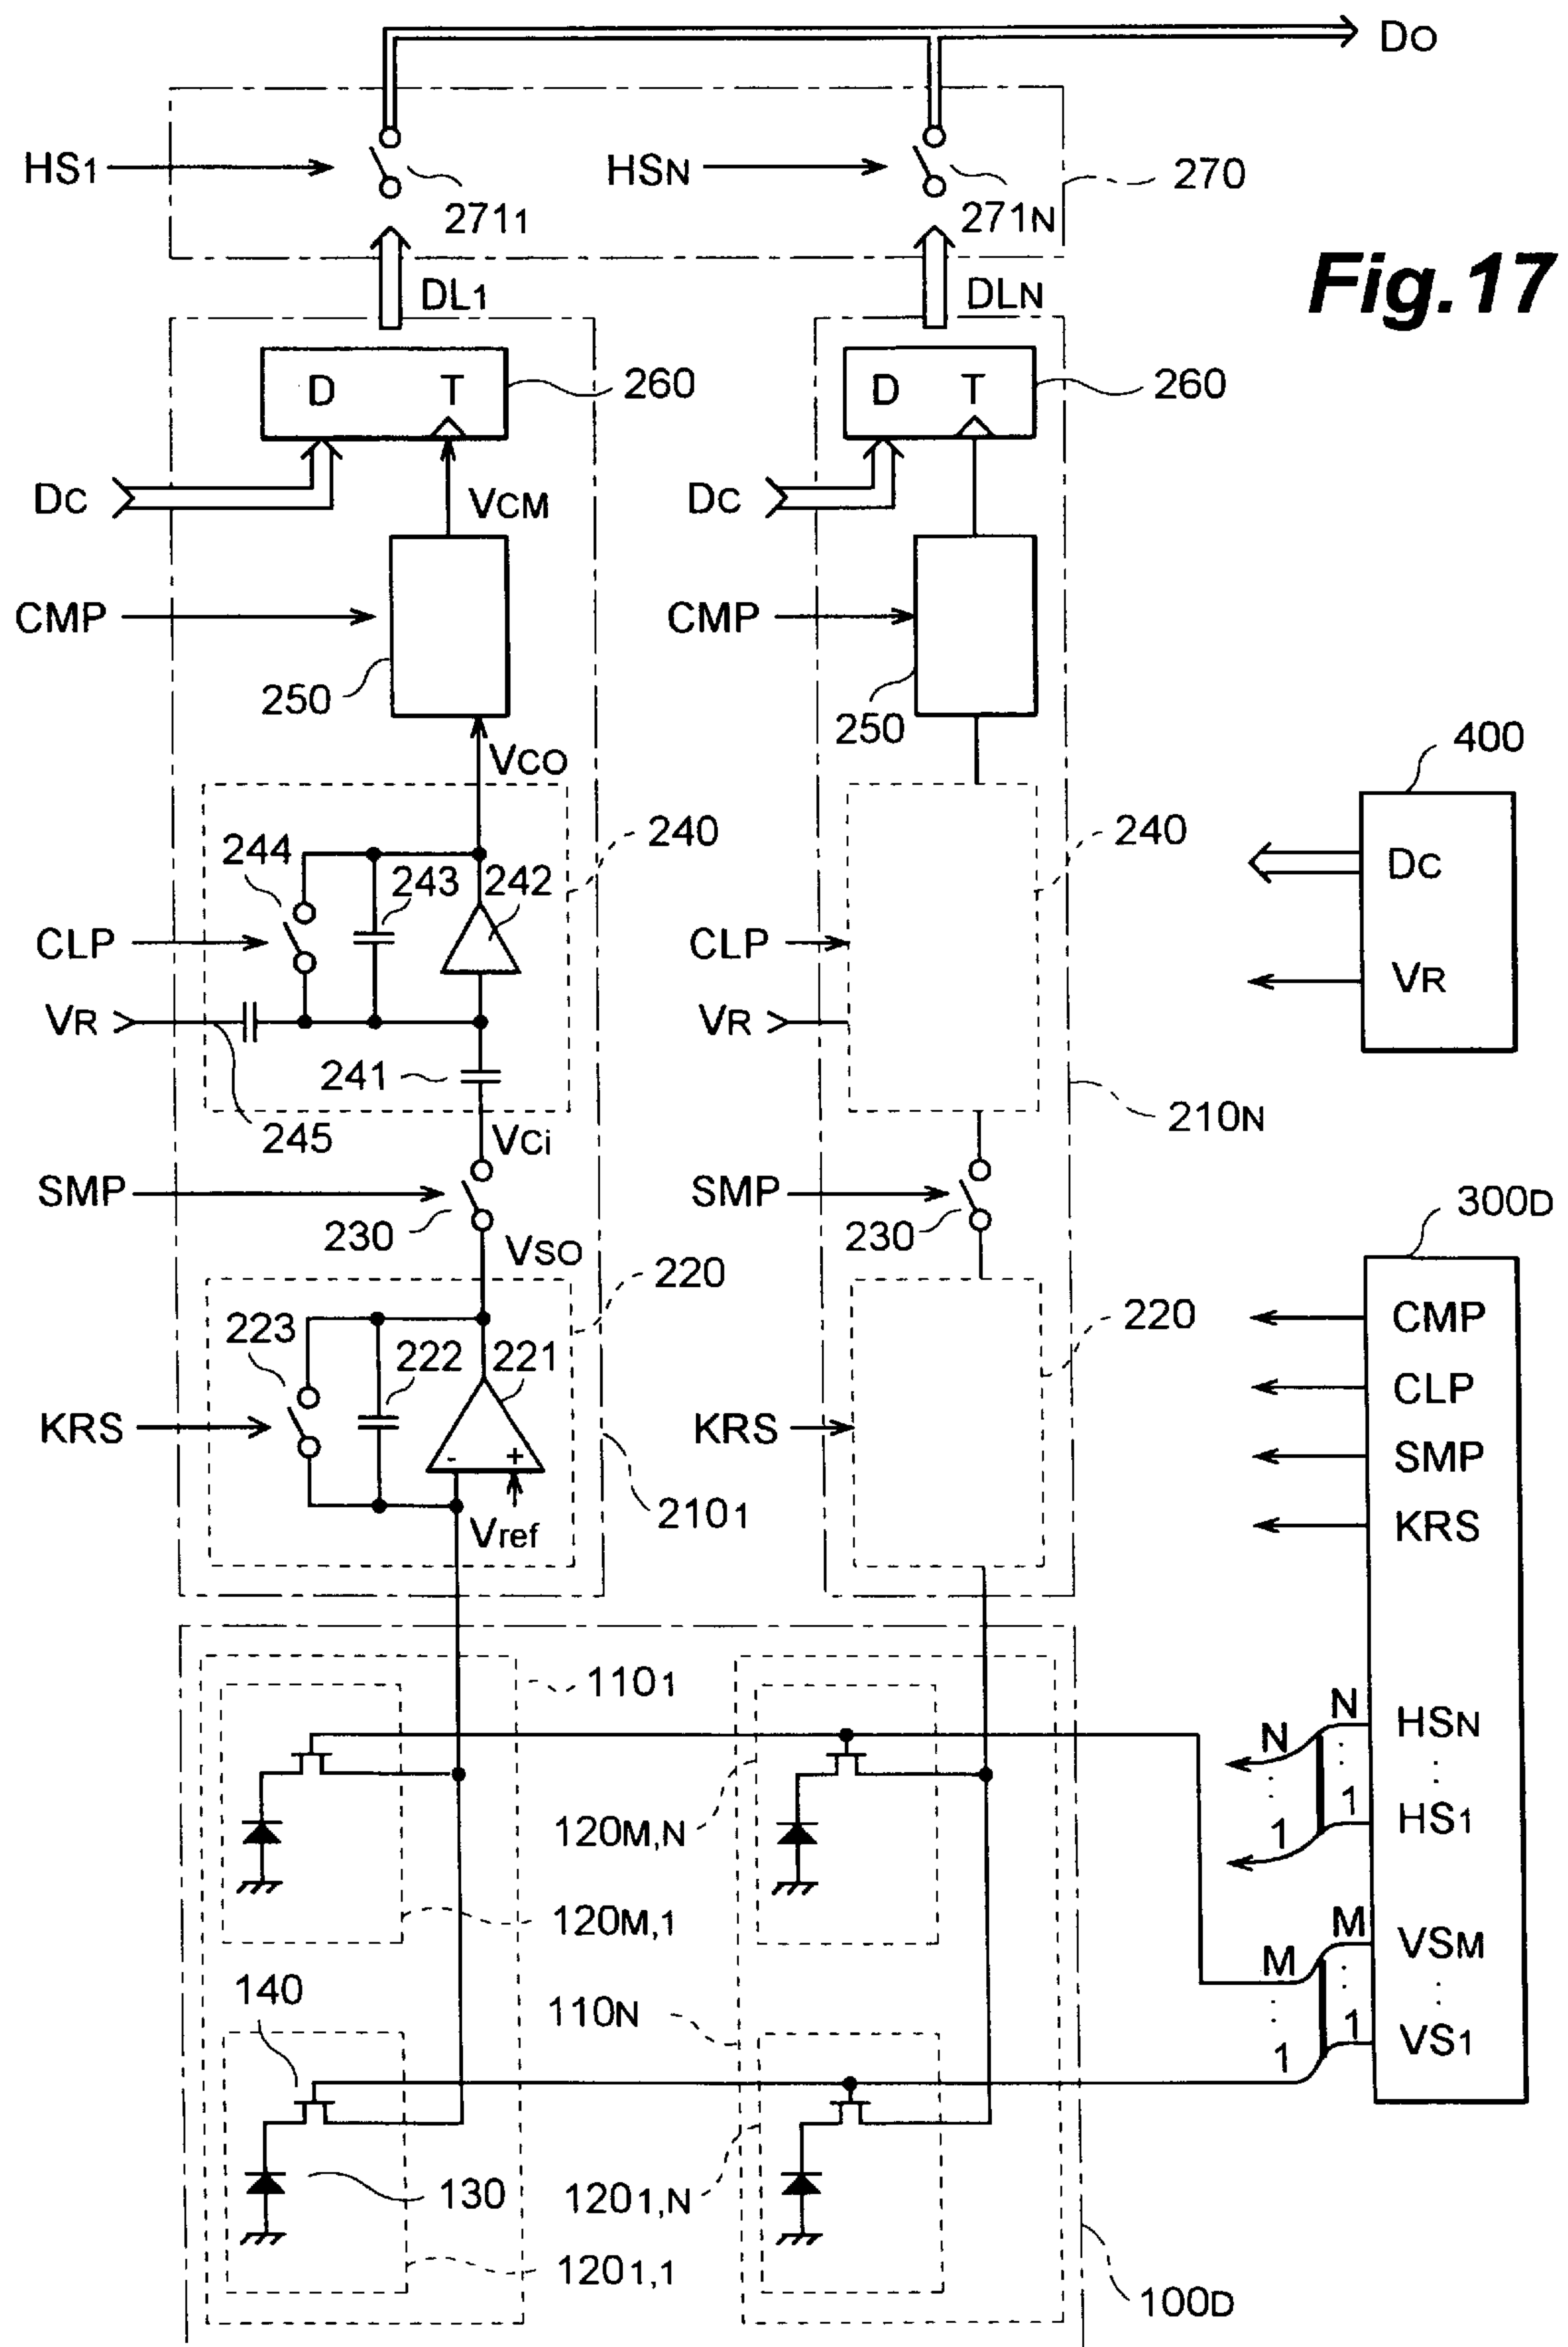 DO
HS1
HSN
270
2711
271N
DL1
DLN
Fig.17
D T
260
D T
260
DC
VCM
DC
CMP
250
CMP
250
VCO
400
244
243
242
240
240
DC
CLP
CLP
VR
VR
VR
241
245
VCi
210N
SMP
230
SMP
230
300D
VSO
220
223
222
221
220
CMP
CLP
KRS
KRS
SMP
- +
Vref
2101
KRS
1101
N N HSN
120M,N
1 1 HS1
120M,1
M M VSM
140
110N
1 1 VS1
130
1201,N
1201,1
100D